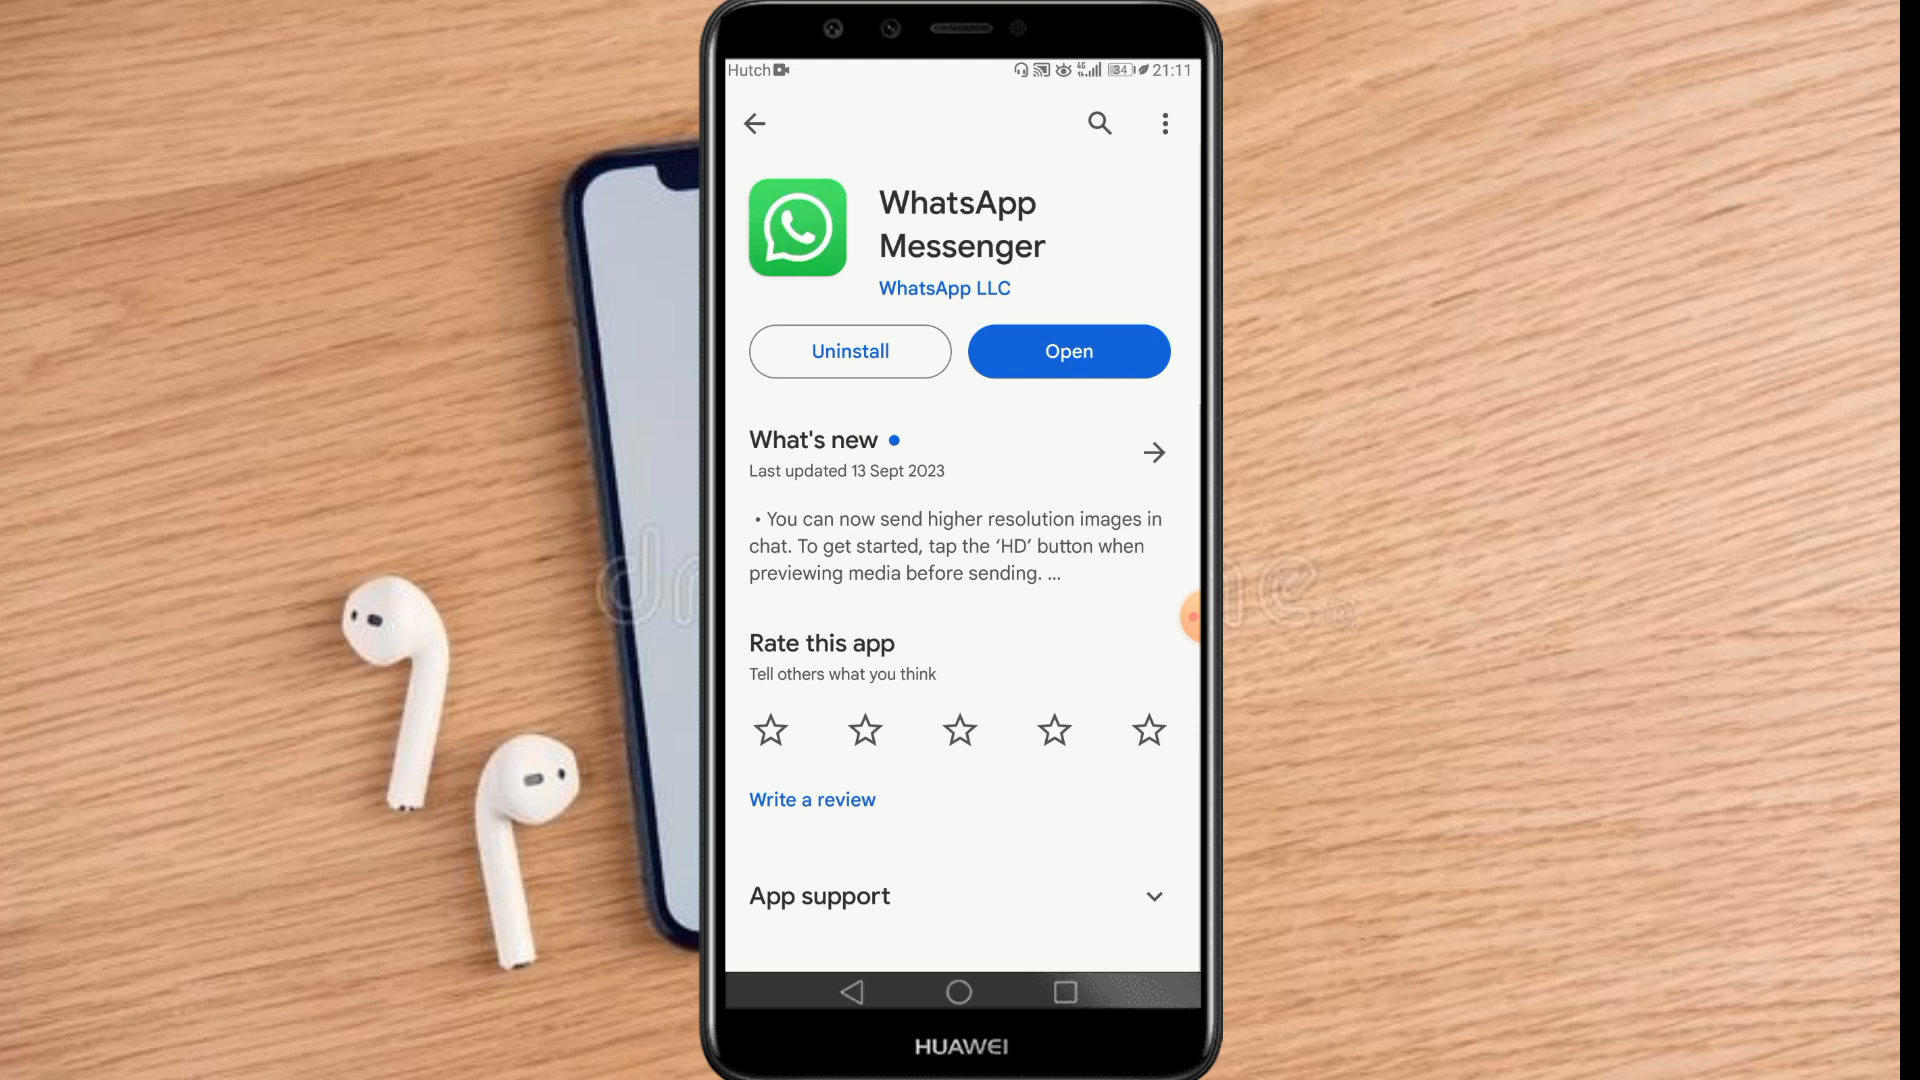 Hutch
4G
34
21:11
WhatsApp
Messenger
WhatsApp LLC
Uninstall
Open
What's new
Last updated 13 Sept 2023
• You can now send higher resolution images in
chat. To get started, tap the ‘HD’ button when
previewing media before sending. ...
Rate this app
Tell others what you think
Write a review
App support
HUAWEI